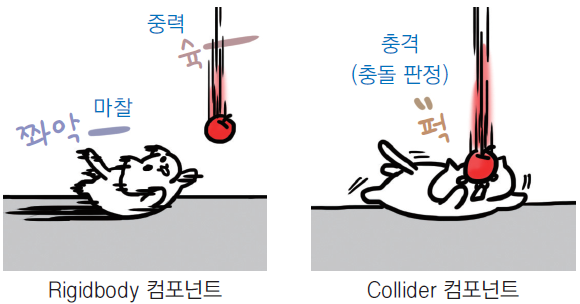 중력
슉
마찰
쫘악
Rigidbody 컴포넌트
충격
(충돌 판정)
퍽
Collider 컴포넌트